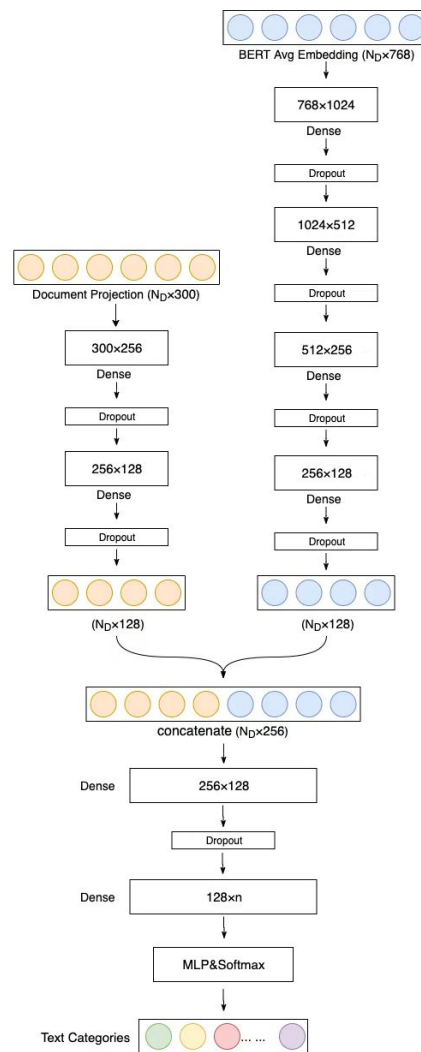 BERT Avg Embedding (N_D×768)
768×1024
Dense
Dropout
1024×512
Dense
Dropout
512×256
Dense
Dropout
256×128
Dense
Dropout
(N_D×128)
Document Projection (N_D×300)
300×256
Dense
Dropout
256×128
Dense
Dropout
(N_D×128)
concatenate (N_D×256)
Dense 256×128
Dropout
Dense 128×n
MLP&Softmax
Text Categories ... ...